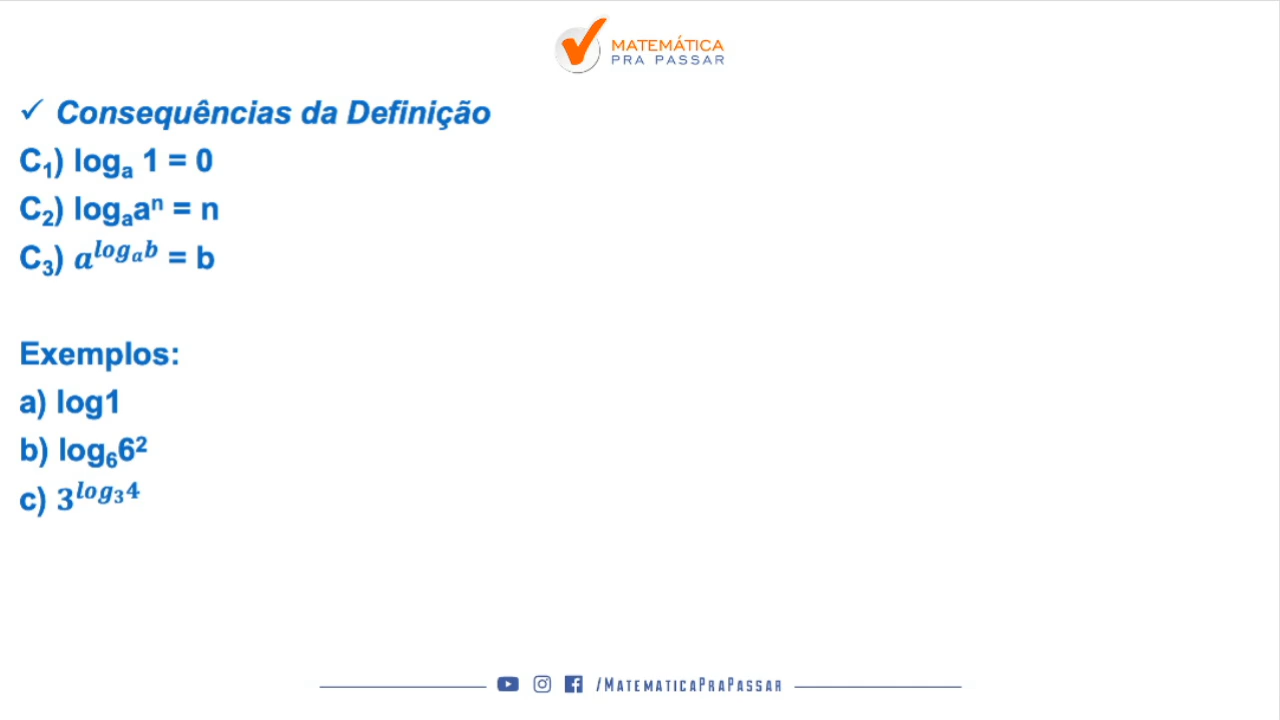 MATEMÁTICA
PRA PASSAR
✓ Consequências da Definição
C₁) logₐ 1 = 0
C₂) logₐaⁿ = n
C₃) a^{logₐb} = b
Exemplos:
a) log1
b) log₆6²
c) 3^{log₃4}
/MATEMATICAPRAPASSAR